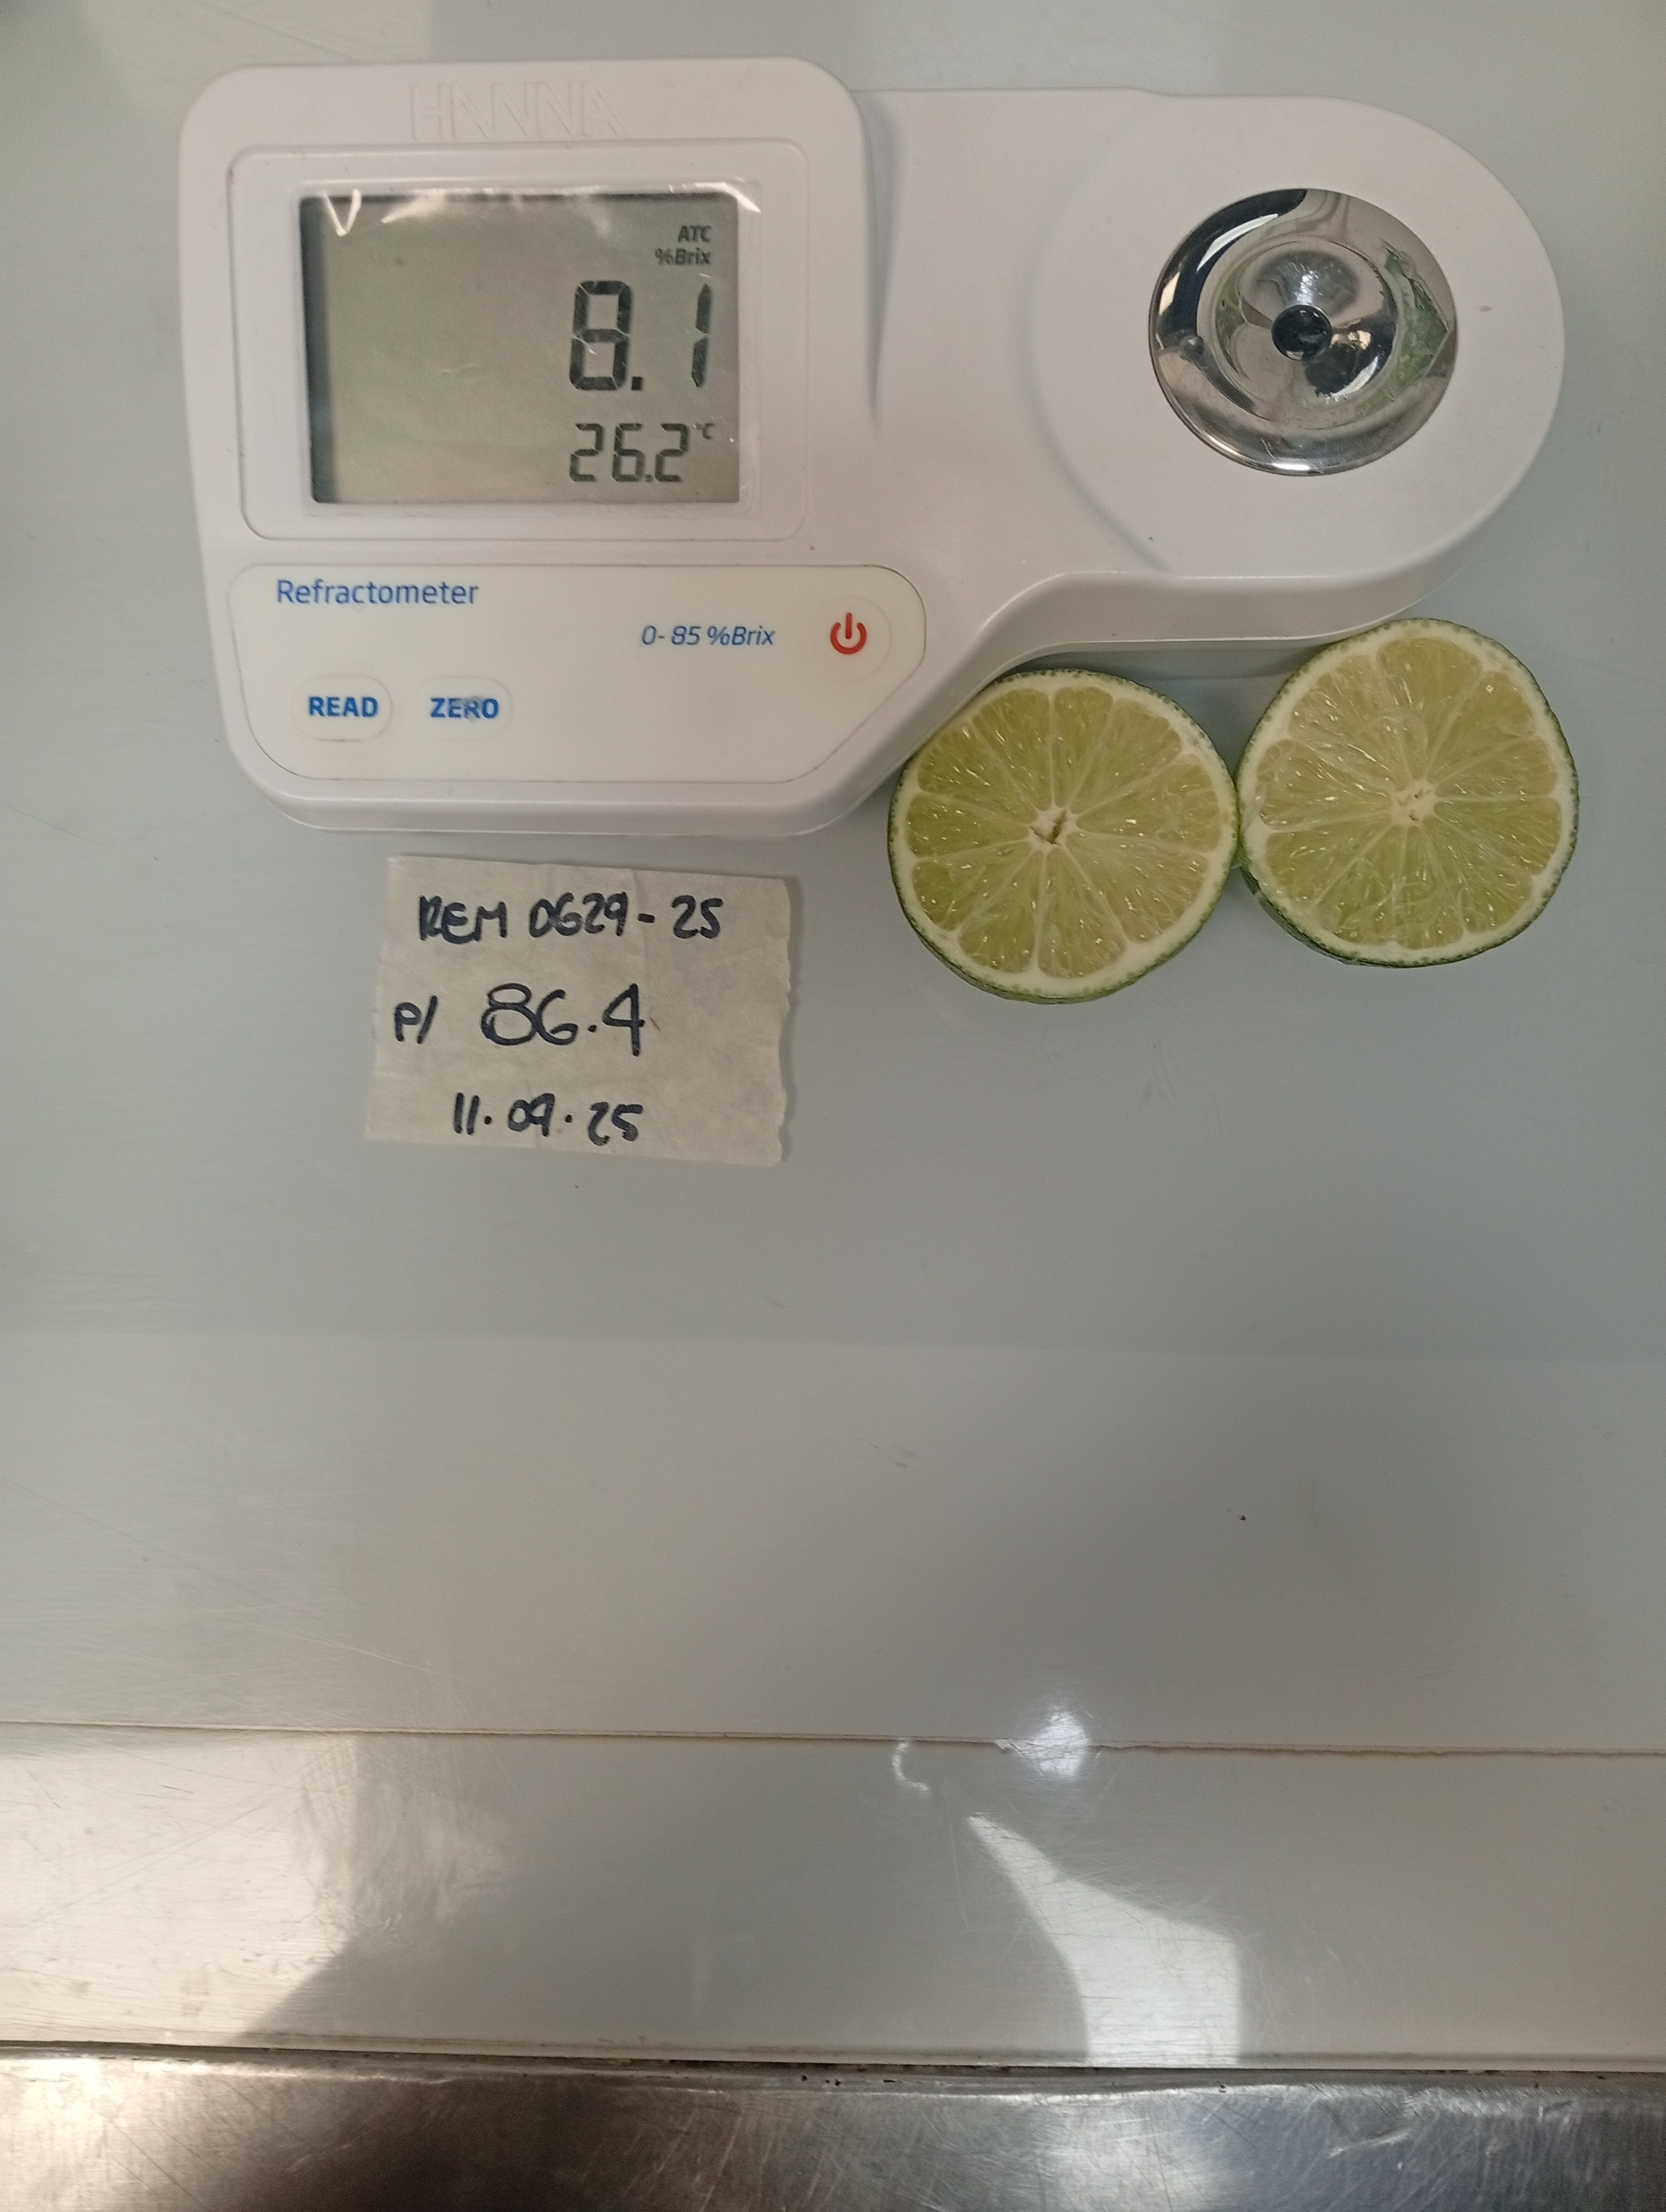 HANNA
ATC
%Brix
8.1
26.2°C
Refractometer
0-85 %Brix
READ ZERO
REM 0629-25
P/ 86.4
11.09.25